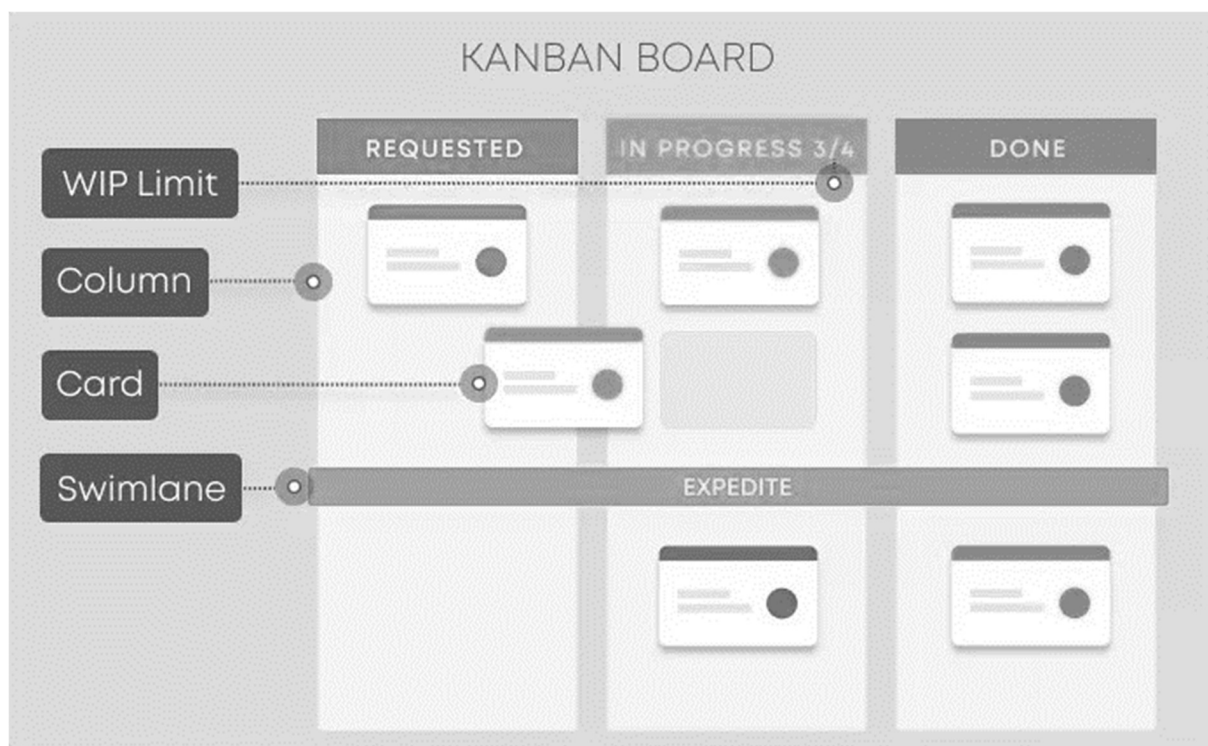 KANBAN BOARD
REQUESTED
IN PROGRESS 3/4
DONE
WIP Limit
Column
Card
Swimlane
EXPEDITE